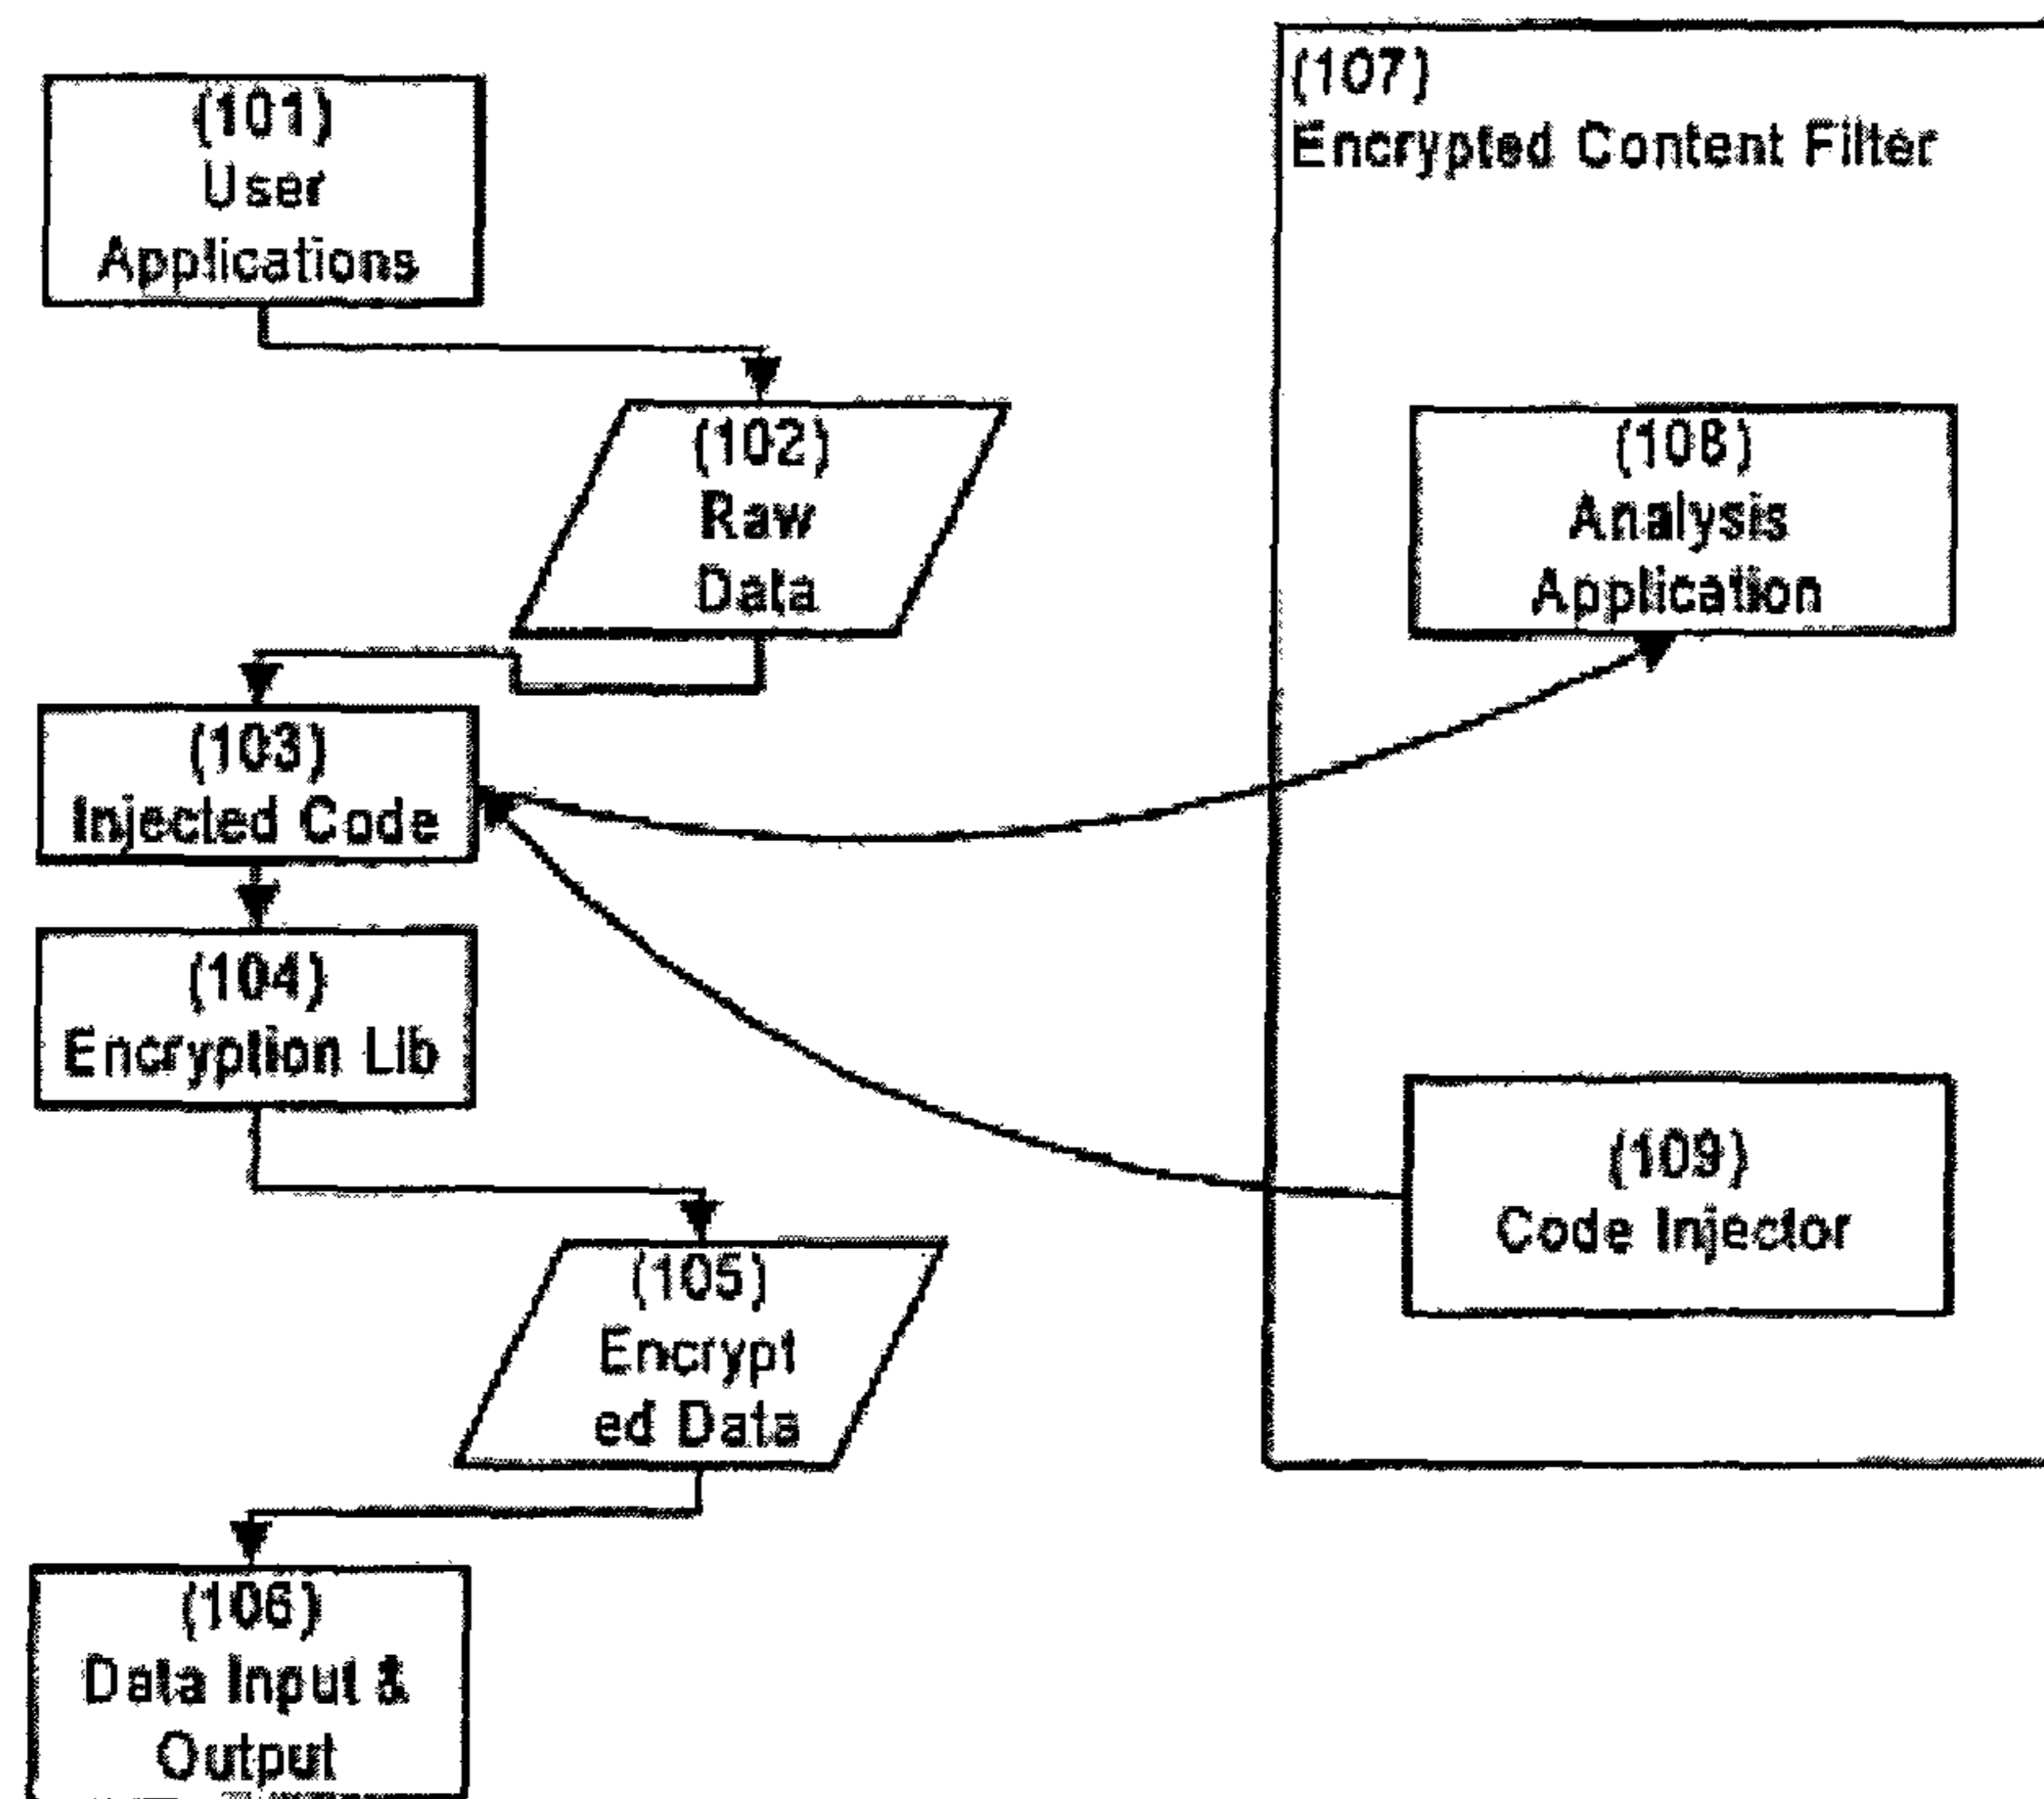 (101)
User
Applications
(102)
Raw
Data
(103)
Injected Code
(104)
Encryption Lib
(105)
Encrypt
ed Data
(106)
Data Input &
Output
(107)
Encrypted Content Filter
(108)
Analysis
Application
(109)
Code Injector